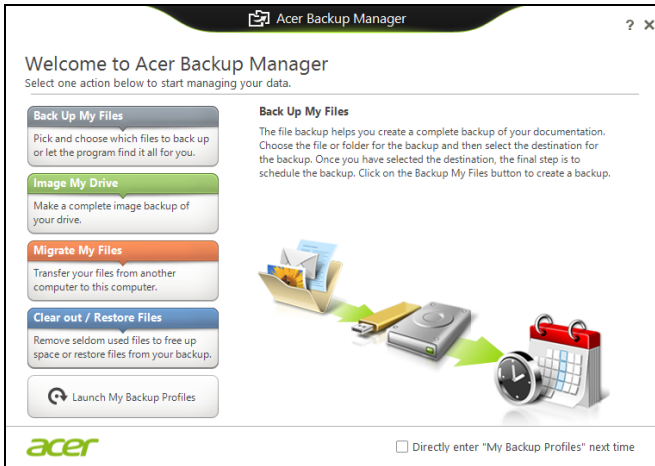 Acer Backup Manager
? X
Welcome to Acer Backup Manager
Select one action below to start managing your data.
Back Up My Files
Pick and choose which files to back up
or let the program find it all for you.
Image My Drive
Make a complete image backup of
your drive.
Migrate My Files
Transfer your files from another
computer to this computer.
Clear out / Restore Files
Remove seldom used files to free up
space or restore files from your backup.
Launch My Backup Profiles
Back Up My Files
The file backup helps you create a complete backup of your documentation.
Choose the file or folder for the backup and then select the destination for
the backup. Once you have selected the destination, the final step is to
schedule the backup. Click on the Backup My Files button to create a backup.
acer
Directly enter "My Backup Profiles" next time